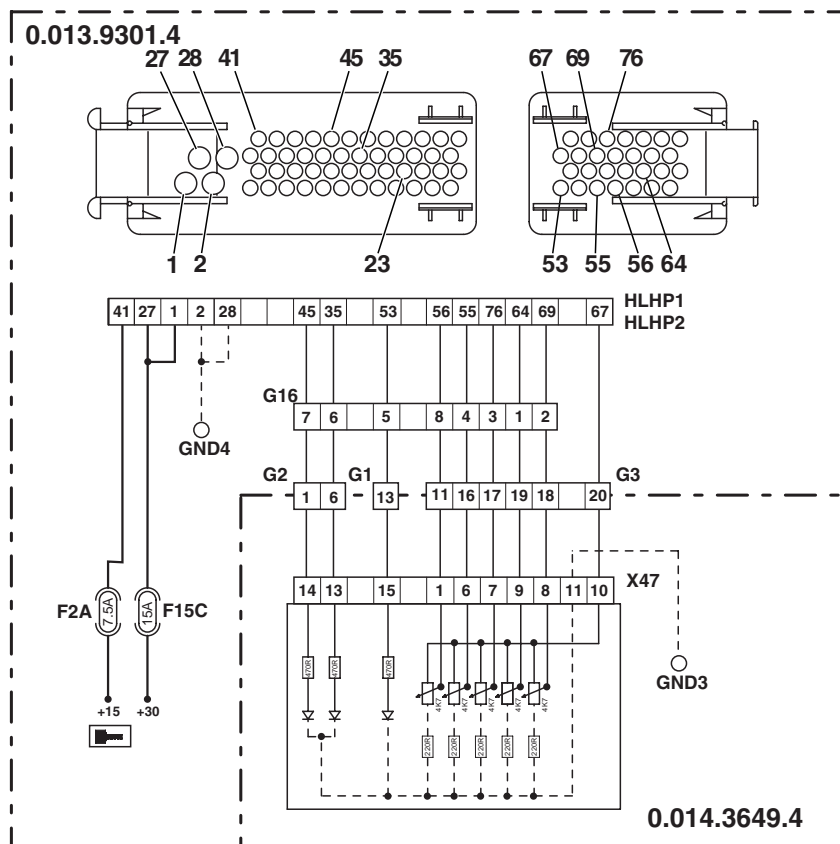 0.013.9301.4
27 28 41 45 35 67 69 76
1 2 23 53 55 56 64
41 27 1 2 28 45 35 53 56 55 76 64 69 67
HLHP1
HLHP2
G16
7 6 5 8 4 3 1 2
GND4
G2 G1 G3
1 6 13 11 16 17 19 18 20
14 13 15 1 6 7 9 8 11 10
X47
F2A 7.5A 15A F15C
470R 470R 470R
GND3
4K7 4K7 4K7 4K7 4K7
+15 +30
220R 220R 220R 220R 220R
0.014.3649.4